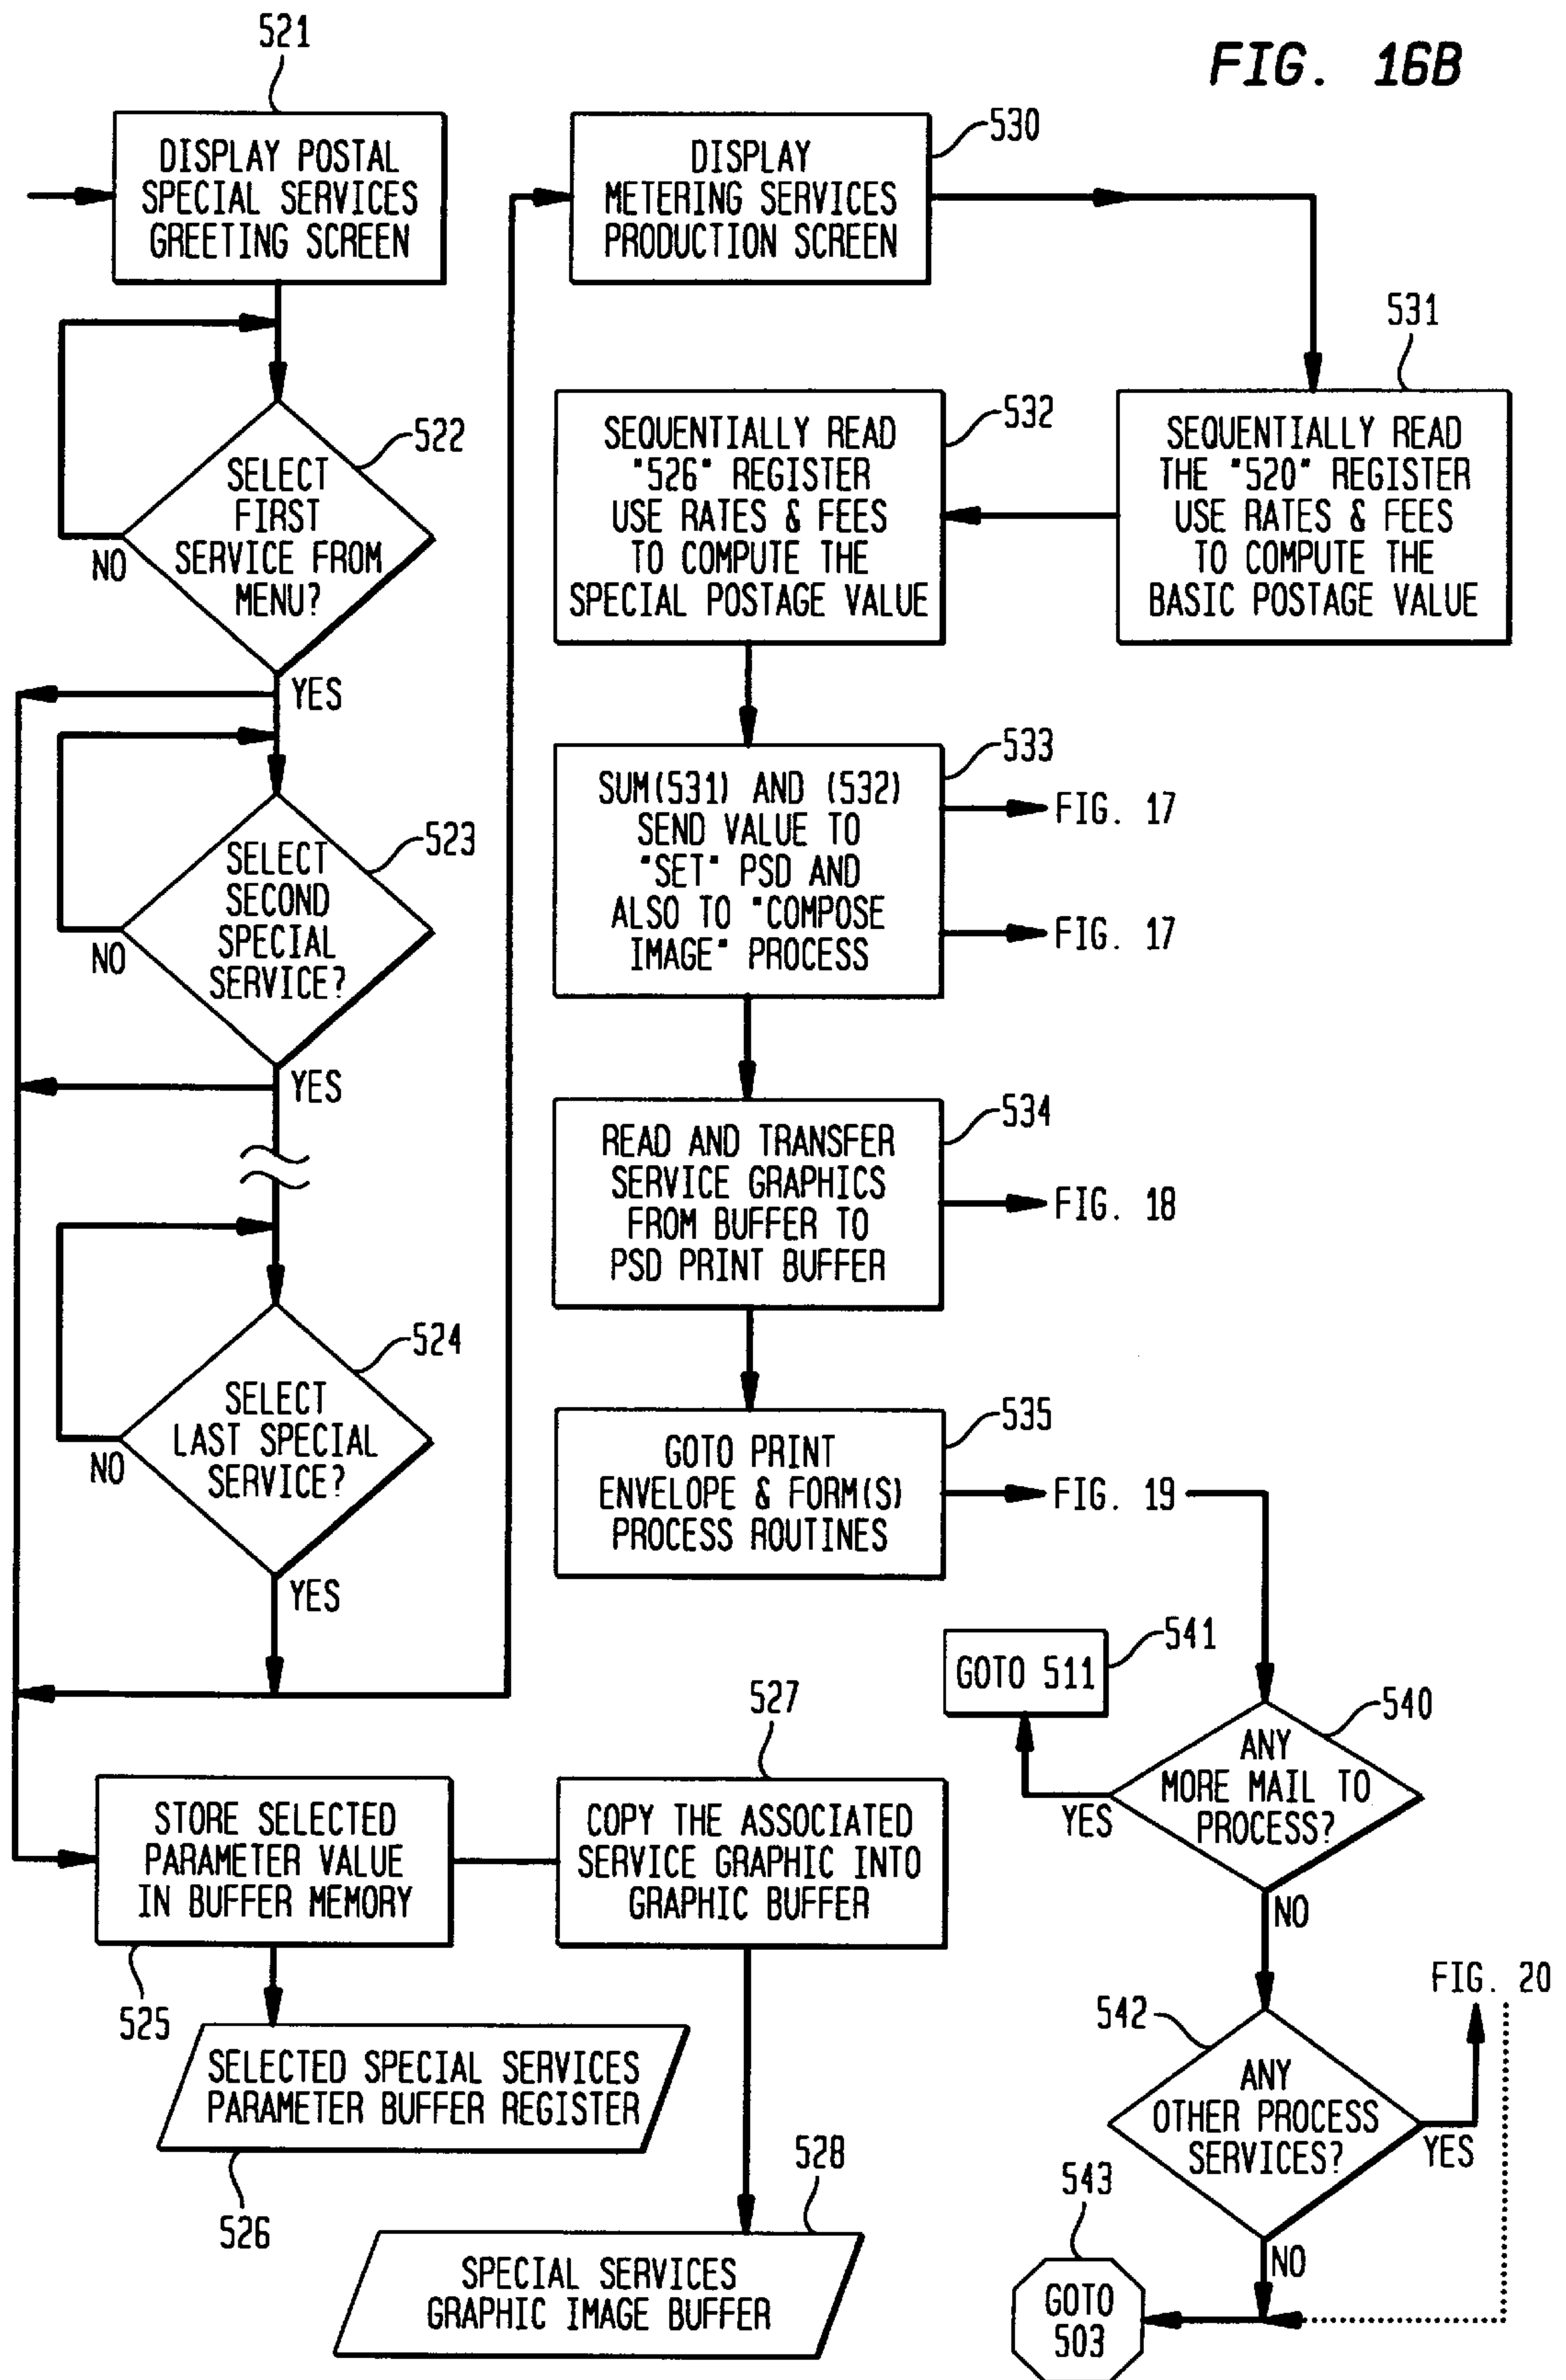 FIG. 16B
521
DISPLAY POSTAL
SPECIAL SERVICES
GREETING SCREEN
522
SELECT
FIRST
SERVICE FROM
MENU?
NO
YES
523
SELECT
SECOND
SPECIAL
SERVICE?
NO
YES
524
SELECT
LAST SPECIAL
SERVICE?
NO
YES
STORE SELECTED
PARAMETER VALUE
IN BUFFER MEMORY
525
SELECTED SPECIAL SERVICES
PARAMETER BUFFER REGISTER
526
527
COPY THE ASSOCIATED
SERVICE GRAPHIC INTO
GRAPHIC BUFFER
528
SPECIAL SERVICES
GRAPHIC IMAGE BUFFER
530
DISPLAY
METERING SERVICES
PRODUCTION SCREEN
531
SEQUENTIALLY READ
THE "520" REGISTER
USE RATES & FEES
TO COMPUTE THE
BASIC POSTAGE VALUE
532
SEQUENTIALLY READ
"526" REGISTER
USE RATES & FEES
TO COMPUTE THE
SPECIAL POSTAGE VALUE
533
SUM(531) AND (532)
SEND VALUE TO
"SET" PSD AND
ALSO TO "COMPOSE
IMAGE" PROCESS
FIG. 17
FIG. 17
534
READ AND TRANSFER
SERVICE GRAPHICS
FROM BUFFER TO
PSD PRINT BUFFER
FIG. 18
535
GOTO PRINT
ENVELOPE & FORM(S)
PROCESS ROUTINES
FIG. 19
541
GOTO 511
540
ANY
MORE MAIL TO
PROCESS?
YES
NO
542
ANY
OTHER PROCESS
SERVICES?
YES
FIG. 20
NO
543
GOTO
503